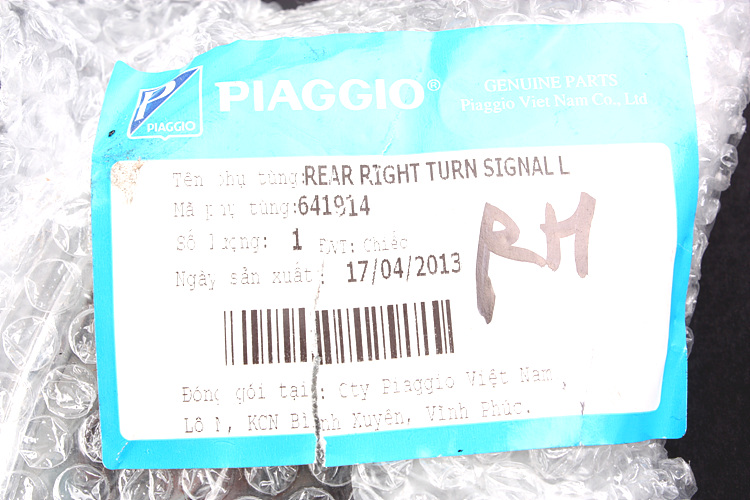 PIAGGIO
PIAGGIO®
GENUINE PARTS
Piaggio Viet Nam Co., Ltd
Tên phụ tùng:REAR RIGHT TURN SIGNAL L
Mã phụ tùng:641914
Số lượng: 1 ĐVT: Chiếc
Ngày sản xuất: 17/04/2013
RH
Đóng gói tại: Cty Piaggio Việt Nam,
Lô N, KCN Bình Xuyên, Vĩnh Phúc.